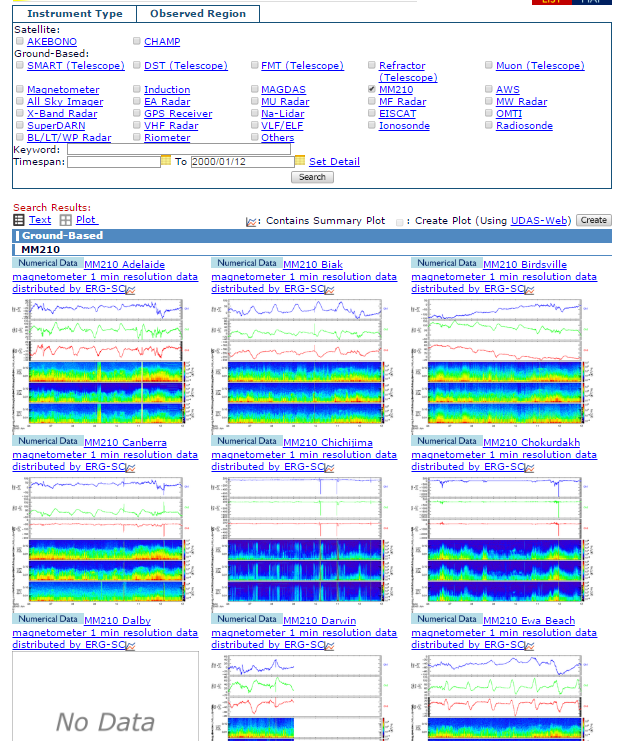 LIST MAP
Instrument Type Observed Region
Satellite:
AKEBONO CHAMP
Ground-Based:
SMART (Telescope) DST (Telescope) FMT (Telescope) Refractor (Telescope) Muon (Telescope)
Magnetometer Induction MAGDAS MM210 AWS
All Sky Imager EA Radar MU Radar MF Radar MW Radar
X-Band Radar GPS Receiver Na-Lidar EISCAT OMTI
SuperDARN VHF Radar VLF/ELF Ionosonde Radiosonde
BL/LT/WP Radar Riometer Others
Keyword:
Timespan: To 2000/01/12 Set Detail
Search
Search Results:
Text Plot : Contains Summary Plot : Create Plot (Using UDAS-Web) Create
Ground-Based
MM210
Numerical Data MM210 Adelaide
magnetometer 1 min resolution data
distributed by ERG-SC
Numerical Data MM210 Biak
magnetometer 1 min resolution data
distributed by ERG-SC
Numerical Data MM210 Birdsville
magnetometer 1 min resolution data
distributed by ERG-SC
Numerical Data MM210 Canberra
magnetometer 1 min resolution data
distributed by ERG-SC
Numerical Data MM210 Chichijima
magnetometer 1 min resolution data
distributed by ERG-SC
Numerical Data MM210 Chokurdakh
magnetometer 1 min resolution data
distributed by ERG-SC
Numerical Data MM210 Dalby
magnetometer 1 min resolution data
distributed by ERG-SC
Numerical Data MM210 Darwin
magnetometer 1 min resolution data
distributed by ERG-SC
Numerical Data MM210 Ewa Beach
magnetometer 1 min resolution data
distributed by ERG-SC
No Data